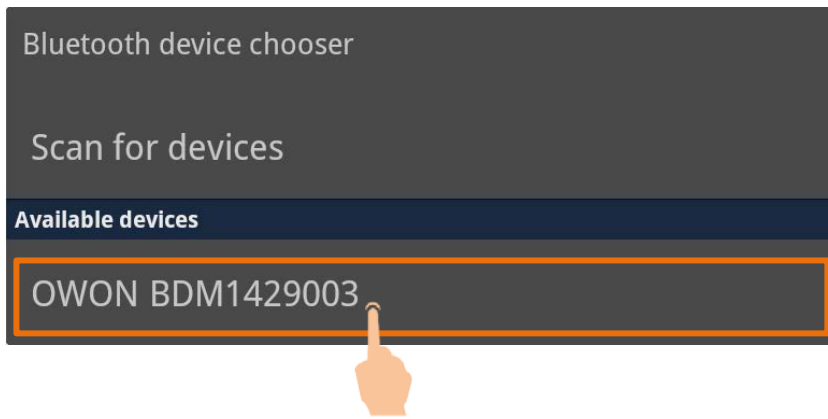 Bluetooth device chooser
Scan for devices
Available devices
OWON BDM1429003